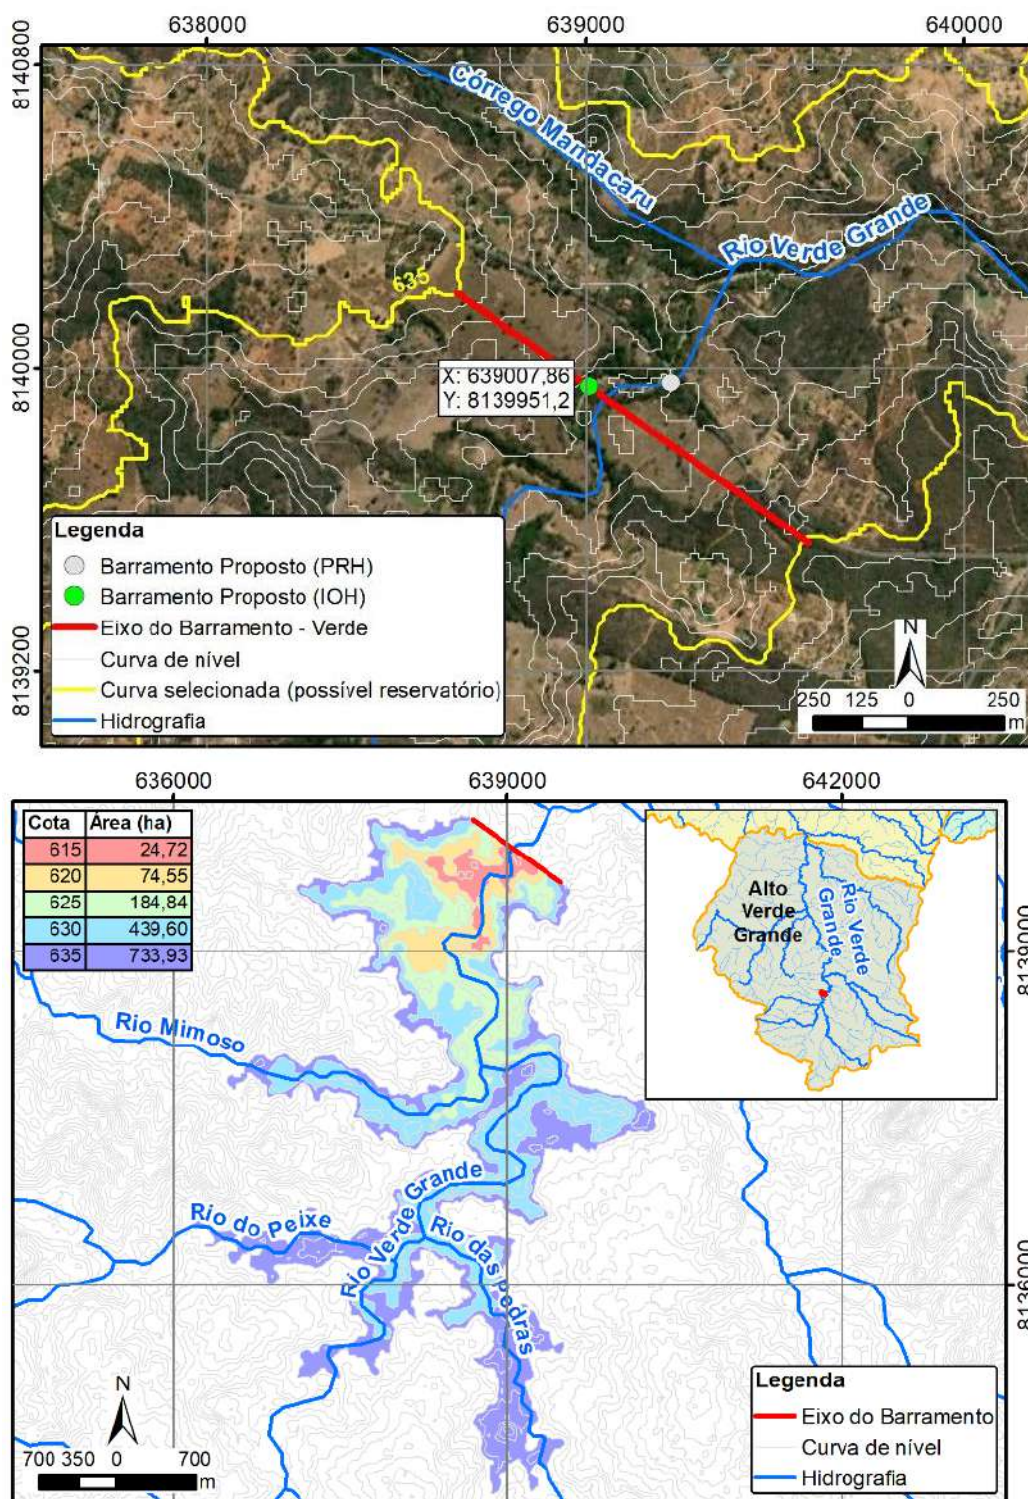 638000 639000 640000
8140800
Córrego Mandacaru
Rio Verde Grande
635
8140000
X: 639007,86
Y: 8139951,2
Legenda
Barramento Proposto (PRH)
Barramento Proposto (IOH)
Eixo do Barramento - Verde
Curva de nível
Curva selecionada (possível reservatório)
Hidrografia
8139200
N
250 125 0 250
m
636000 639000 642000
Cota Área (ha)
615 24,72
620 74,55
625 184,84
630 439,60
635 733,93
Alto
Verde
Grande
Rio Verde
Grande
8139000
Rio Mimoso
Rio do Peixe
Rio Verde Grande
Rio das Pedras
8136000
N
700 350 0 700
m
Legenda
Eixo do Barramento
Curva de nível
Hidrografia